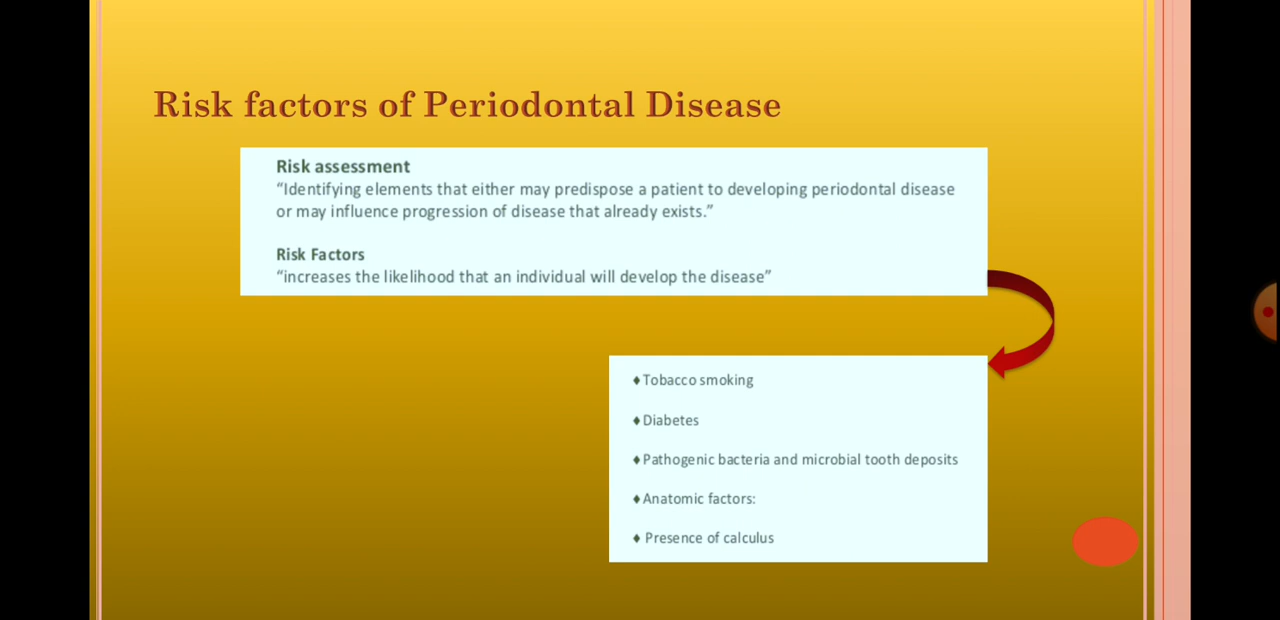 Risk factors of Periodontal Disease
Risk assessment
“Identifying elements that either may predispose a patient to developing periodontal disease
or may influence progression of disease that already exists.”
Risk Factors
“increases the likelihood that an individual will develop the disease”
♦Tobacco smoking
♦Diabetes
♦Pathogenic bacteria and microbial tooth deposits
♦Anatomic factors:
♦ Presence of calculus